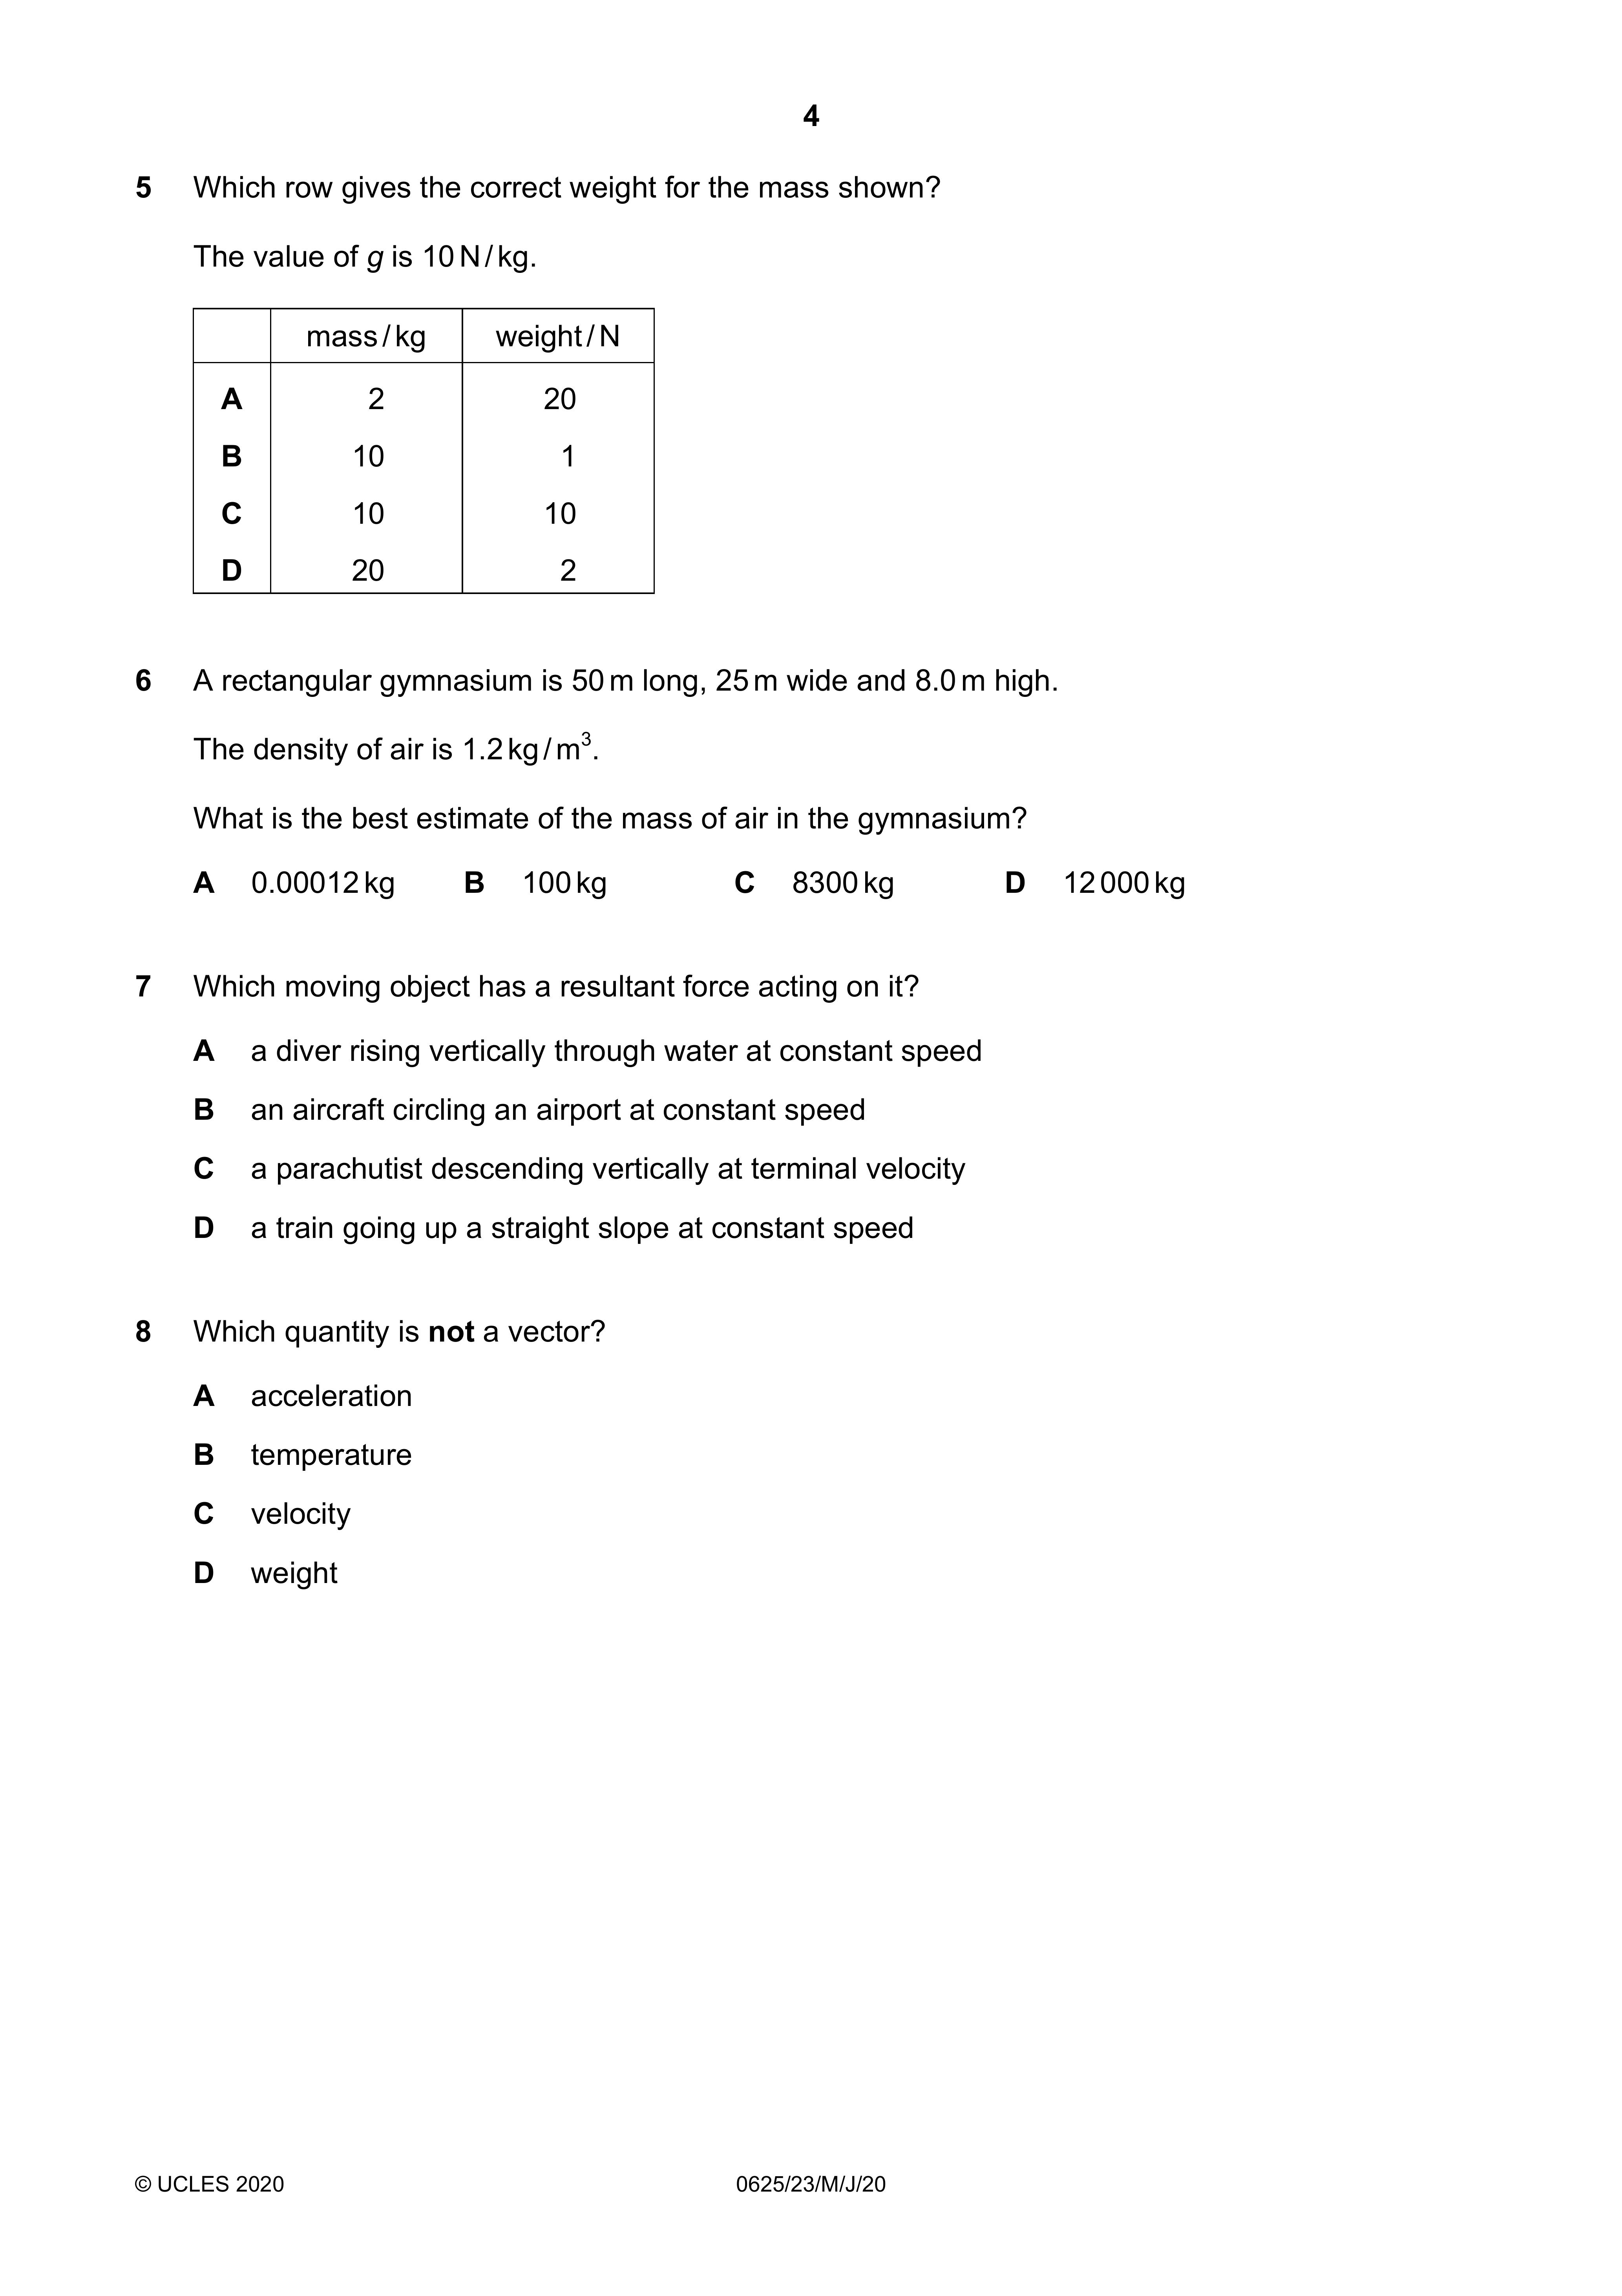 4
5 Which row gives the correct weight for the mass shown?
The value of g is 10 N / kg.
mass / kg weight / N
A 2 20
B 10 1
C 10 10
D 20 2
6 A rectangular gymnasium is 50 m long, 25 m wide and 8.0 m high.
The density of air is 1.2 kg / m³.
What is the best estimate of the mass of air in the gymnasium?
A 0.00012 kg B 100 kg C 8300 kg D 12 000 kg
7 Which moving object has a resultant force acting on it?
A a diver rising vertically through water at constant speed
B an aircraft circling an airport at constant speed
C a parachutist descending vertically at terminal velocity
D a train going up a straight slope at constant speed
8 Which quantity is not a vector?
A acceleration
B temperature
C velocity
D weight
© UCLES 2020 0625/23/M/J/20